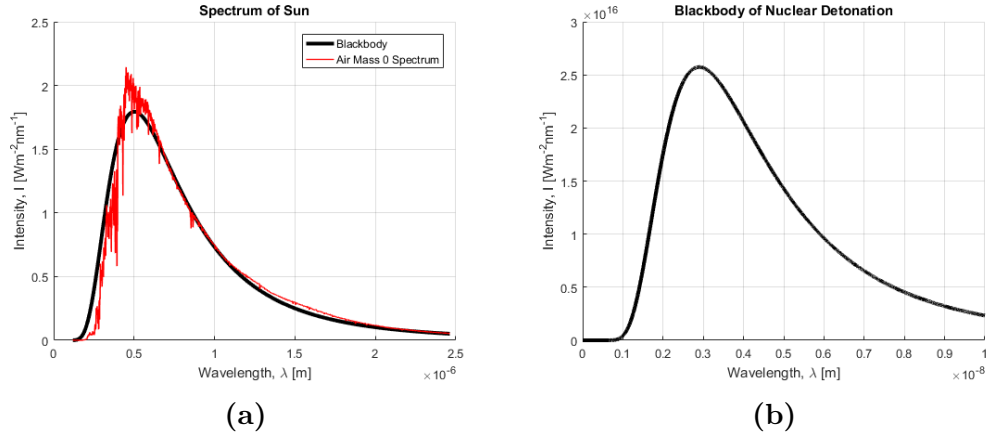 Spectrum of Sun
2.5
2
1.5
1
0.5
0
Intensity, I [Wm-2nm-1]
Blackbody
Air Mass 0 Spectrum
0 0.5 1 1.5 2 2.5
Wavelength, λ [m]
×10-6
(a)
Blackbody of Nuclear Detonation
3 ×1016
2.5
2
1.5
1
0.5
0
Intensity, I [Wm-2nm-1]
0 0.1 0.2 0.3 0.4 0.5 0.6 0.7 0.8 0.9 1
Wavelength, λ [m]
×10-8
(b)